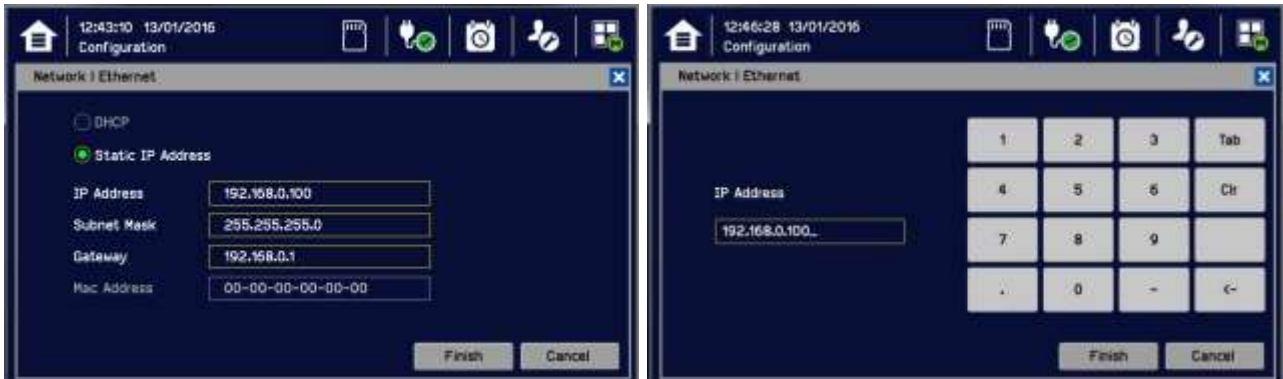 12:43:10 13/01/2016
Configuration
Network | Ethernet
DHCP
Static IP Address
IP Address 192.168.0.100
Subnet Mask 255.255.255.0
Gateway 192.168.0.1
Mac Address 00-00-00-00-00-00
Finish Cancel
12:46:28 13/01/2016
Configuration
Network | Ethernet
1 2 3 Tab
4 5 6 Clr
IP Address
192.168.0.100_
7 8 9
. 0 - <-
Finish Cancel